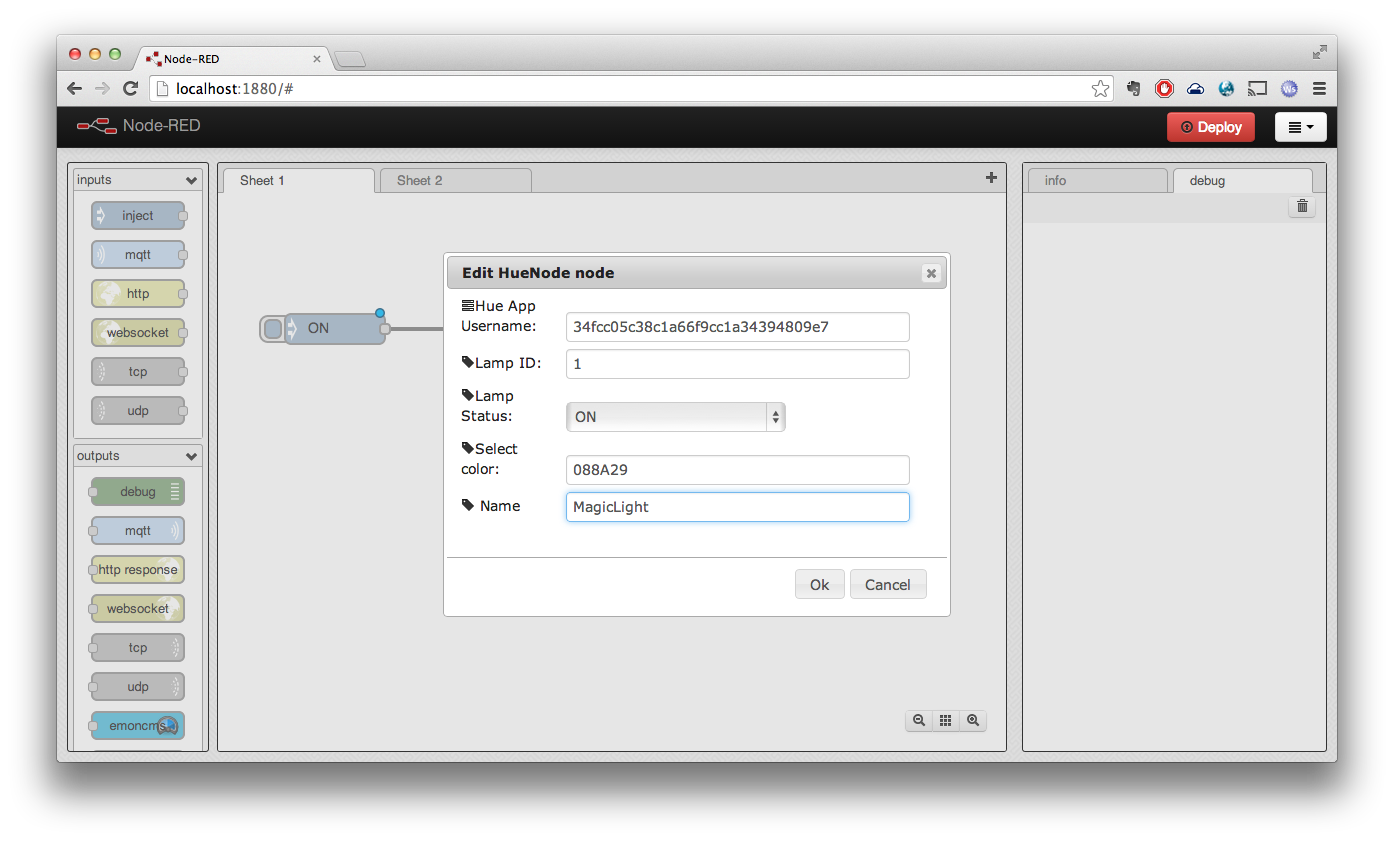 Node-RED
localhost:1880/#
Node-RED
Deploy
inputs
inject
mqtt
http
websocket
tcp
udp
outputs
debug
mqtt
http response
websocket
tcp
udp
emoncms
Sheet 1
Sheet 2
ON
Edit HueNode node
Hue App
Username:
34fcc05c38c1a66f9cc1a34394809e7
Lamp ID:
1
Lamp
Status:
ON
Select
color:
088A29
Name
MagicLight
Ok
Cancel
info
debug